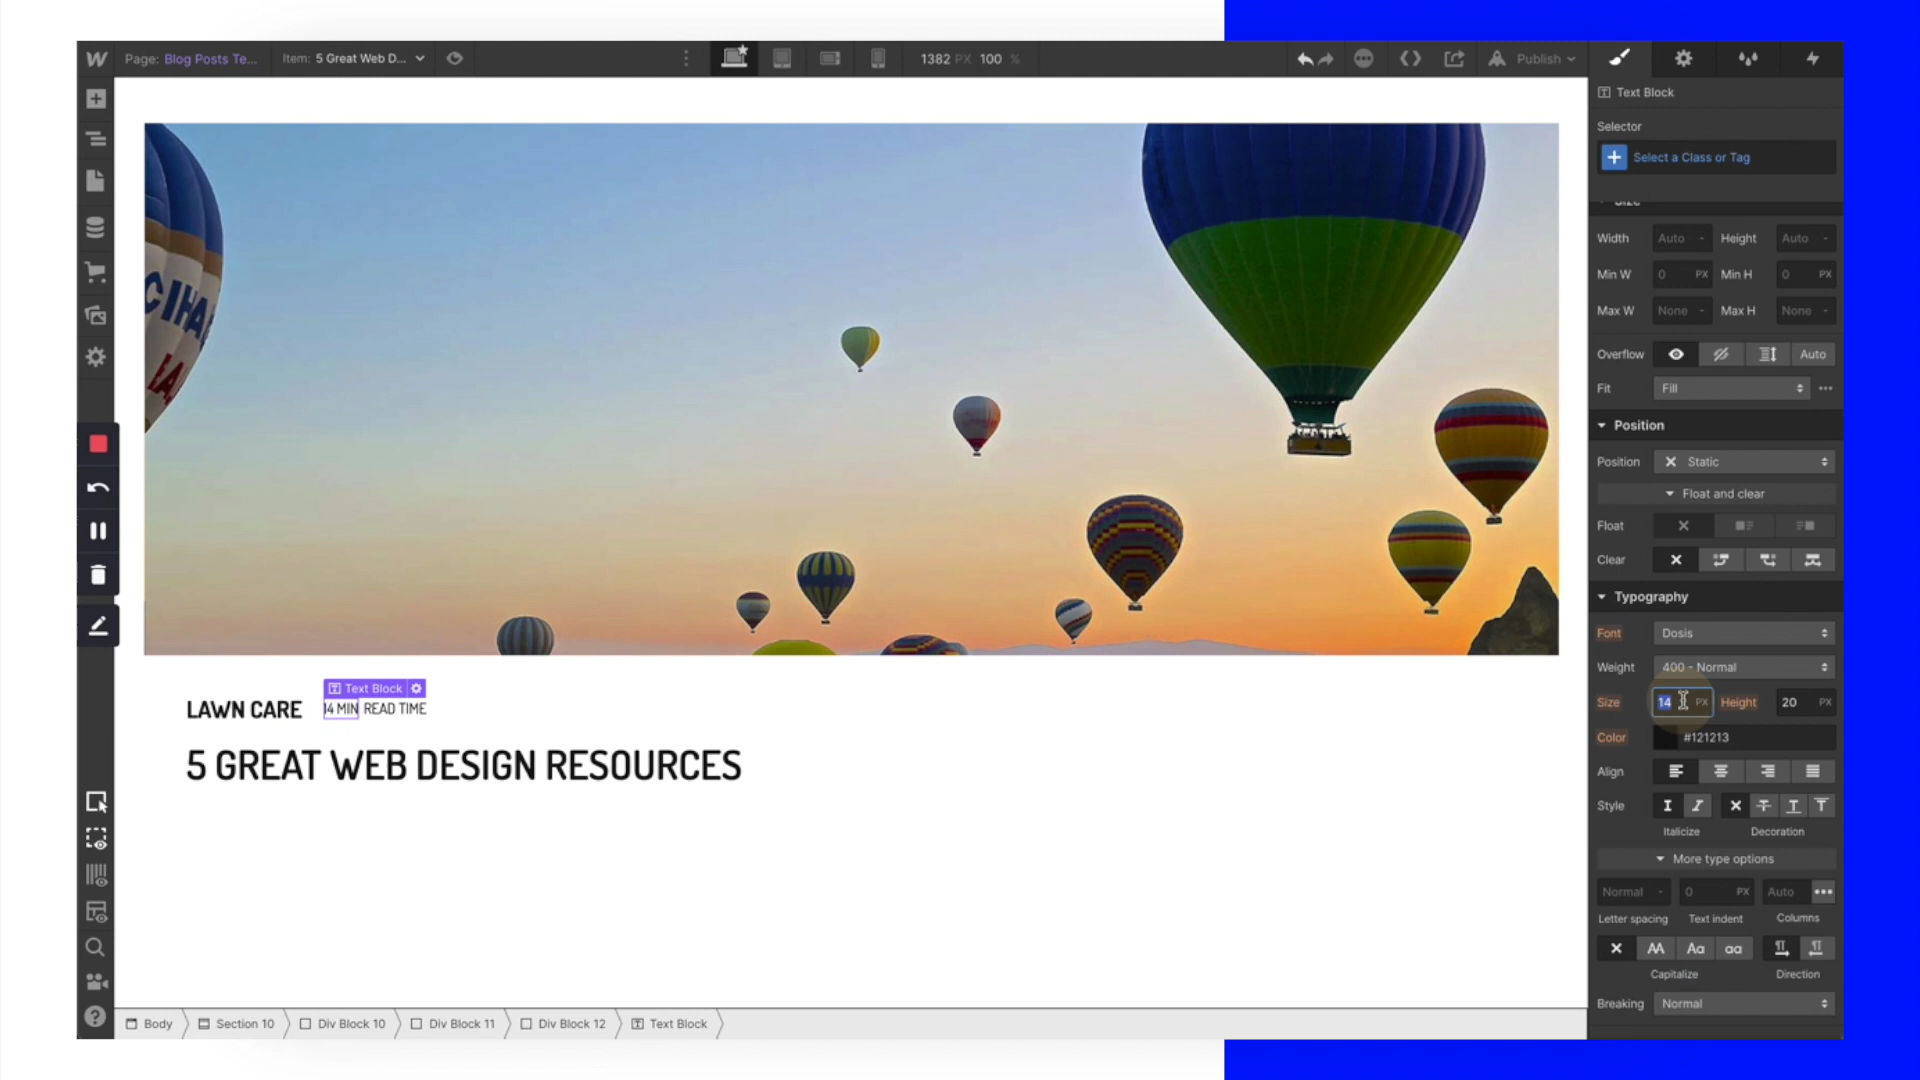 Page: Blog Posts Te... Item: 5 Great Web D... 1382 PX 100 % Publish
Text Block
Selector
Select a Class or Tag
Size
Width Auto - Height Auto -
Min W 0 PX Min H 0 PX
Max W None - Max H None -
Overflow Auto
Fit Fill
Position
Position Static
Float and clear
Float
Clear
Typography
Font Dosis
Weight 400 - Normal
Size 14 PX Height 20 PX
Color #121213
Align
Style
Italicize Decoration
More type options
Normal - 0 PX Auto
Letter spacing Text indent Columns
AA Aa aa
Capitalize Direction
Breaking Normal
Text Block
LAWN CARE 14 MIN READ TIME
5 GREAT WEB DESIGN RESOURCES
Body Section 10 Div Block 10 Div Block 11 Div Block 12 Text Block